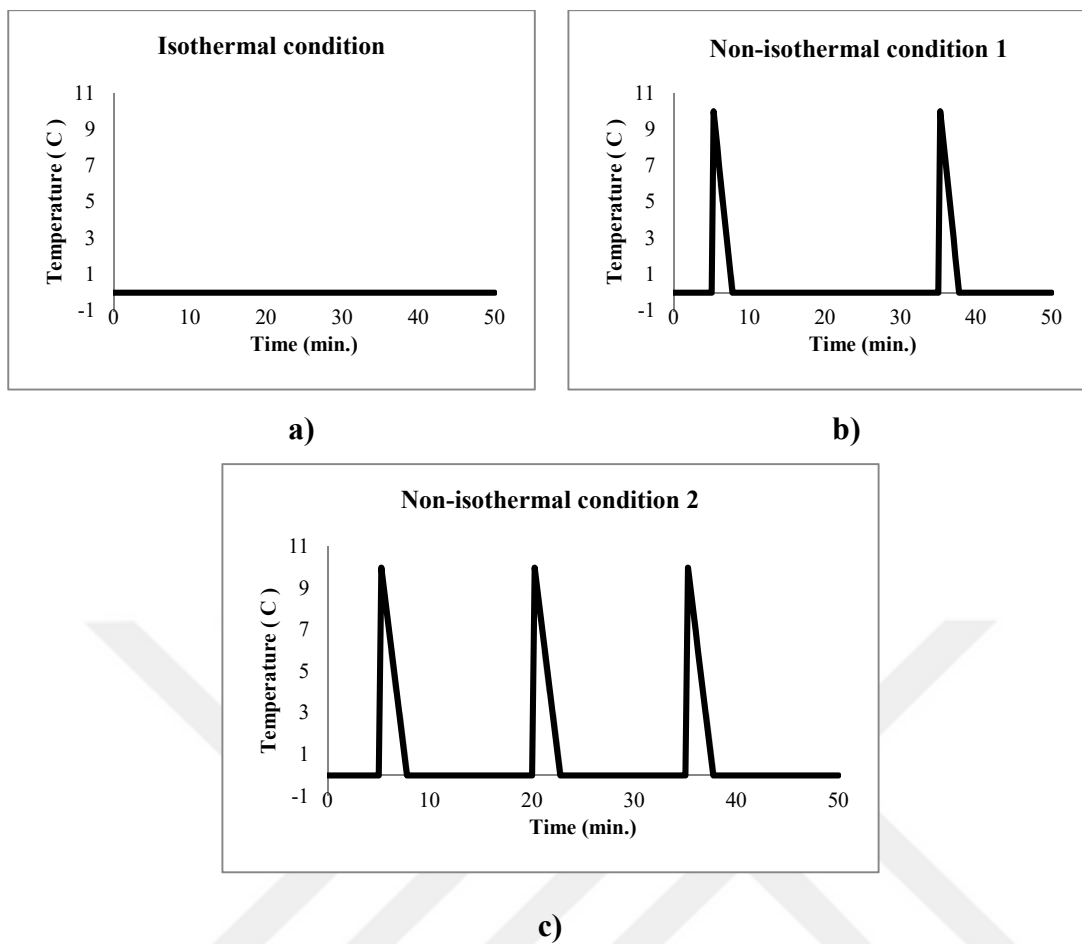 Isothermal condition
11
9
7
5
3
1
-1
Temperature ( C )
0 10 20 30 40 50
Time (min.)
a)
Non-isothermal condition 1
11
9
7
5
3
1
-1
Temperature ( C )
0 10 20 30 40 50
Time (min.)
b)
Non-isothermal condition 2
11
9
7
5
3
1
-1
Temperature ( C )
0 10 20 30 40 50
Time (min.)
c)